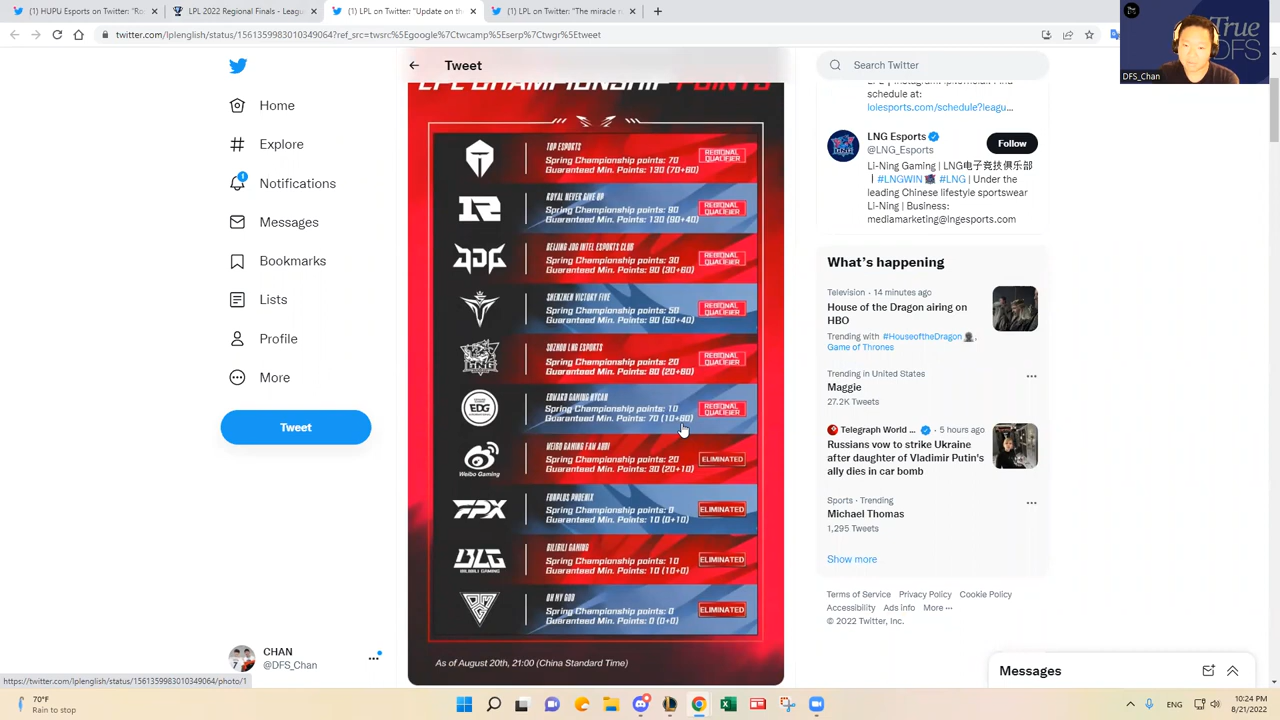 (1) HUPU Esports on Twitter: "Ro
LPL 2022 Regional Finals - Leagu
(1) LPL on Twitter: "Update on th
(1) LPL on Twitter: "The miracle r
twitter.com/lplenglish/status/1561359983010349064?ref_src=twsrc%5Egoogle%7Ctwcamp%5Eserp%7Ctwgr%5Etweet
True
DFS
DFS_Chan
Home
Explore
1
Notifications
Messages
Bookmarks
Lists
Profile
More
Tweet
CHAN
@DFS_Chan
Tweet
LPL CHAMPIONSHIP POINTS
TOP ESPORTS
Spring Championship points: 70
Guaranteed Min. Points: 130 (70+60)
REGIONAL QUALIFIER
ROYAL NEVER GIVE UP
Spring Championship points: 90
Guaranteed Min. Points: 130 (90+40)
REGIONAL QUALIFIER
BEIJING JDG INTEL ESPORTS CLUB
Spring Championship points: 30
Guaranteed Min. Points: 90 (30+60)
REGIONAL QUALIFIER
SHENZHEN VICTORY FIVE
Spring Championship points: 50
Guaranteed Min. Points: 90 (50+40)
REGIONAL QUALIFIER
LNG
SUZHOU LNG ESPORTS
Spring Championship points: 20
Guaranteed Min. Points: 80 (20+60)
REGIONAL QUALIFIER
EDG
EDWARD GAMING HYCAN
Spring Championship points: 10
Guaranteed Min. Points: 70 (10+60)
REGIONAL QUALIFIER
Weibo Gaming
WEIBO GAMING FAW AUDI
Spring Championship points: 20
Guaranteed Min. Points: 30 (20+10)
ELIMINATED
FPX
FUNPLUS PHOENIX
Spring Championship points: 0
Guaranteed Min. Points: 10 (0+10)
ELIMINATED
BLG
BILIBILI GAMING
BILIBILI GAMING
Spring Championship points: 10
Guaranteed Min. Points: 10 (10+0)
ELIMINATED
OH MY GOD
Spring Championship points: 0
Guaranteed Min. Points: 0 (0+0)
ELIMINATED
As of August 20th, 21:00 (China Standard Time)
Search Twitter
schedule at:
lolesports.com/schedule?leagu…
LNG Esports
@LNG_Esports
Follow
Li-Ning Gaming | LNG电子竞技俱乐部
| #LNGWIN #LNG | Under the
leading Chinese lifestyle sportswear
Li-Ning | Business:
mediamarketing@lngesports.com
What's happening
Television · 14 minutes ago
House of the Dragon airing on
HBO
Trending with #HouseoftheDragon ,
Game of Thrones
Trending in United States
Maggie
27.2K Tweets
Telegraph World ... · 5 hours ago
Russians vow to strike Ukraine
after daughter of Vladimir Putin's
ally dies in car bomb
Sports · Trending
Michael Thomas
1,295 Tweets
Show more
Terms of Service Privacy Policy Cookie Policy
Accessibility Ads info More ···
© 2022 Twitter, Inc.
Messages
https://twitter.com/lplenglish/status/1561359983010349064/photo/1
70°F
Rain to stop
ENG
10:24 PM
8/21/2022